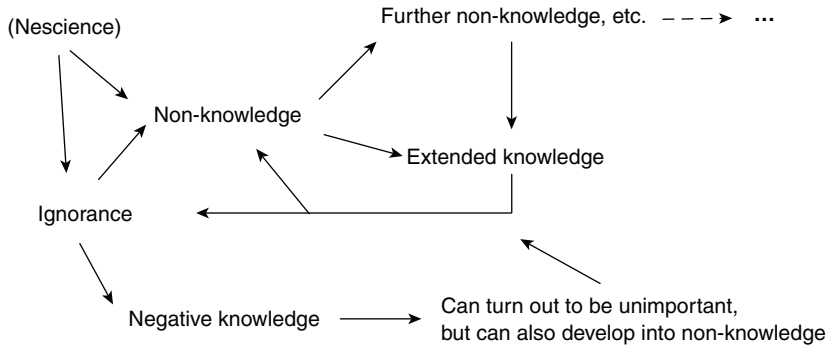 Further non-knowledge, etc. ...
(Nescience)
Non-knowledge
Extended knowledge
Ignorance
Negative knowledge
Can turn out to be unimportant,
but can also develop into non-knowledge